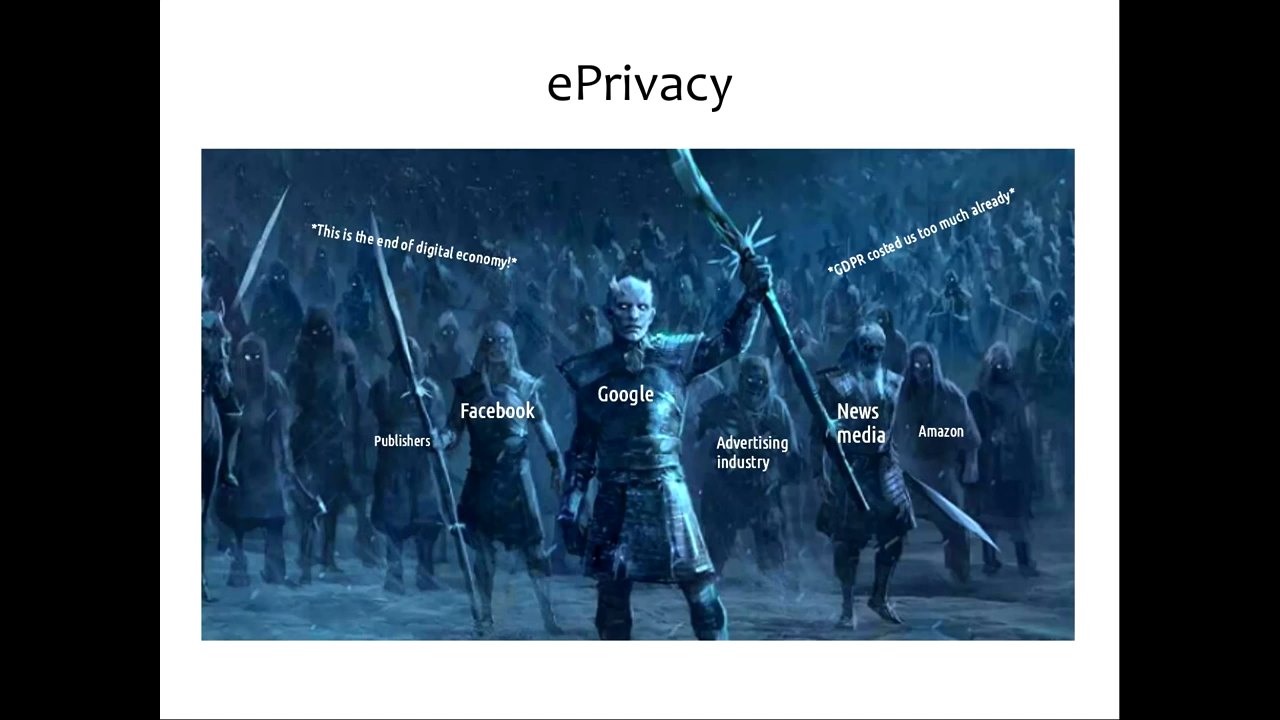 ePrivacy
*This is the end of digital economy!*
*GDPR costed us too much already*
Google
Facebook
News
media
Publishers
Advertising
industry
Amazon